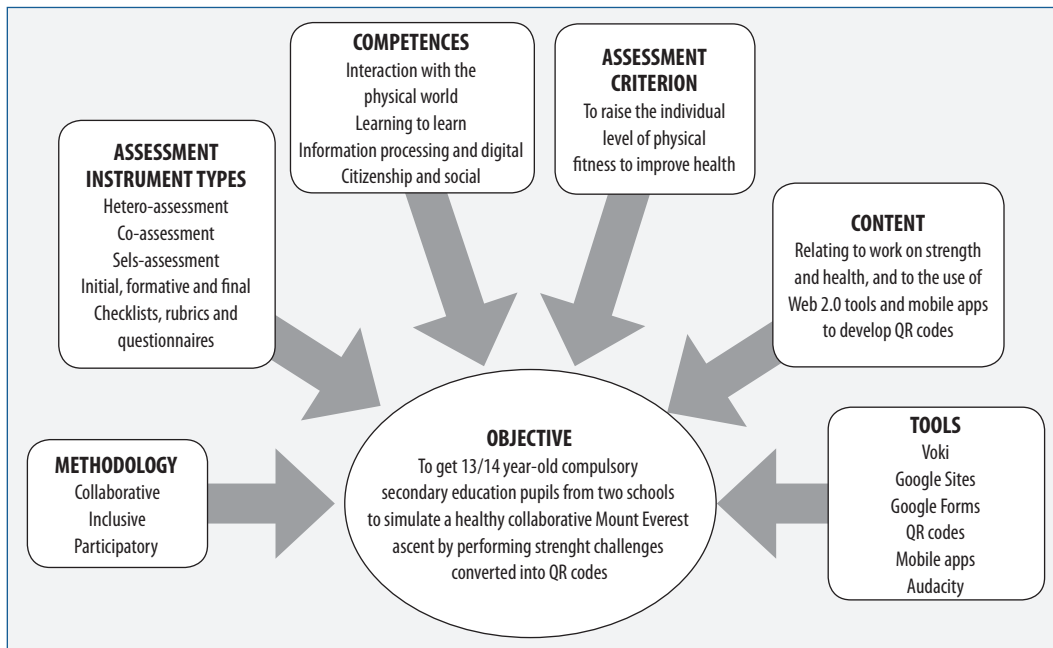 COMPETENCES
Interaction with the
physical world
Learning to learn
Information processing and digital
Citizenship and social
ASSESSMENT
CRITERION
To raise the individual
level of physical
fitness to improve health
ASSESSMENT
INSTRUMENT TYPES
Hetero-assessment
Co-assessment
Sels-assessment
Initial, formative and final
Checklists, rubrics and
questionnaires
CONTENT
Relating to work on strength
and health, and to the use of
Web 2.0 tools and mobile apps
to develop QR codes
METHODOLOGY
Collaborative
Inclusive
Participatory
OBJECTIVE
To get 13/14 year-old compulsory
secondary education pupils from two schools
to simulate a healthy collaborative Mount Everest
ascent by performing strenght challenges
converted into QR codes
TOOLS
Voki
Google Sites
Google Forms
QR codes
Mobile apps
Audacity